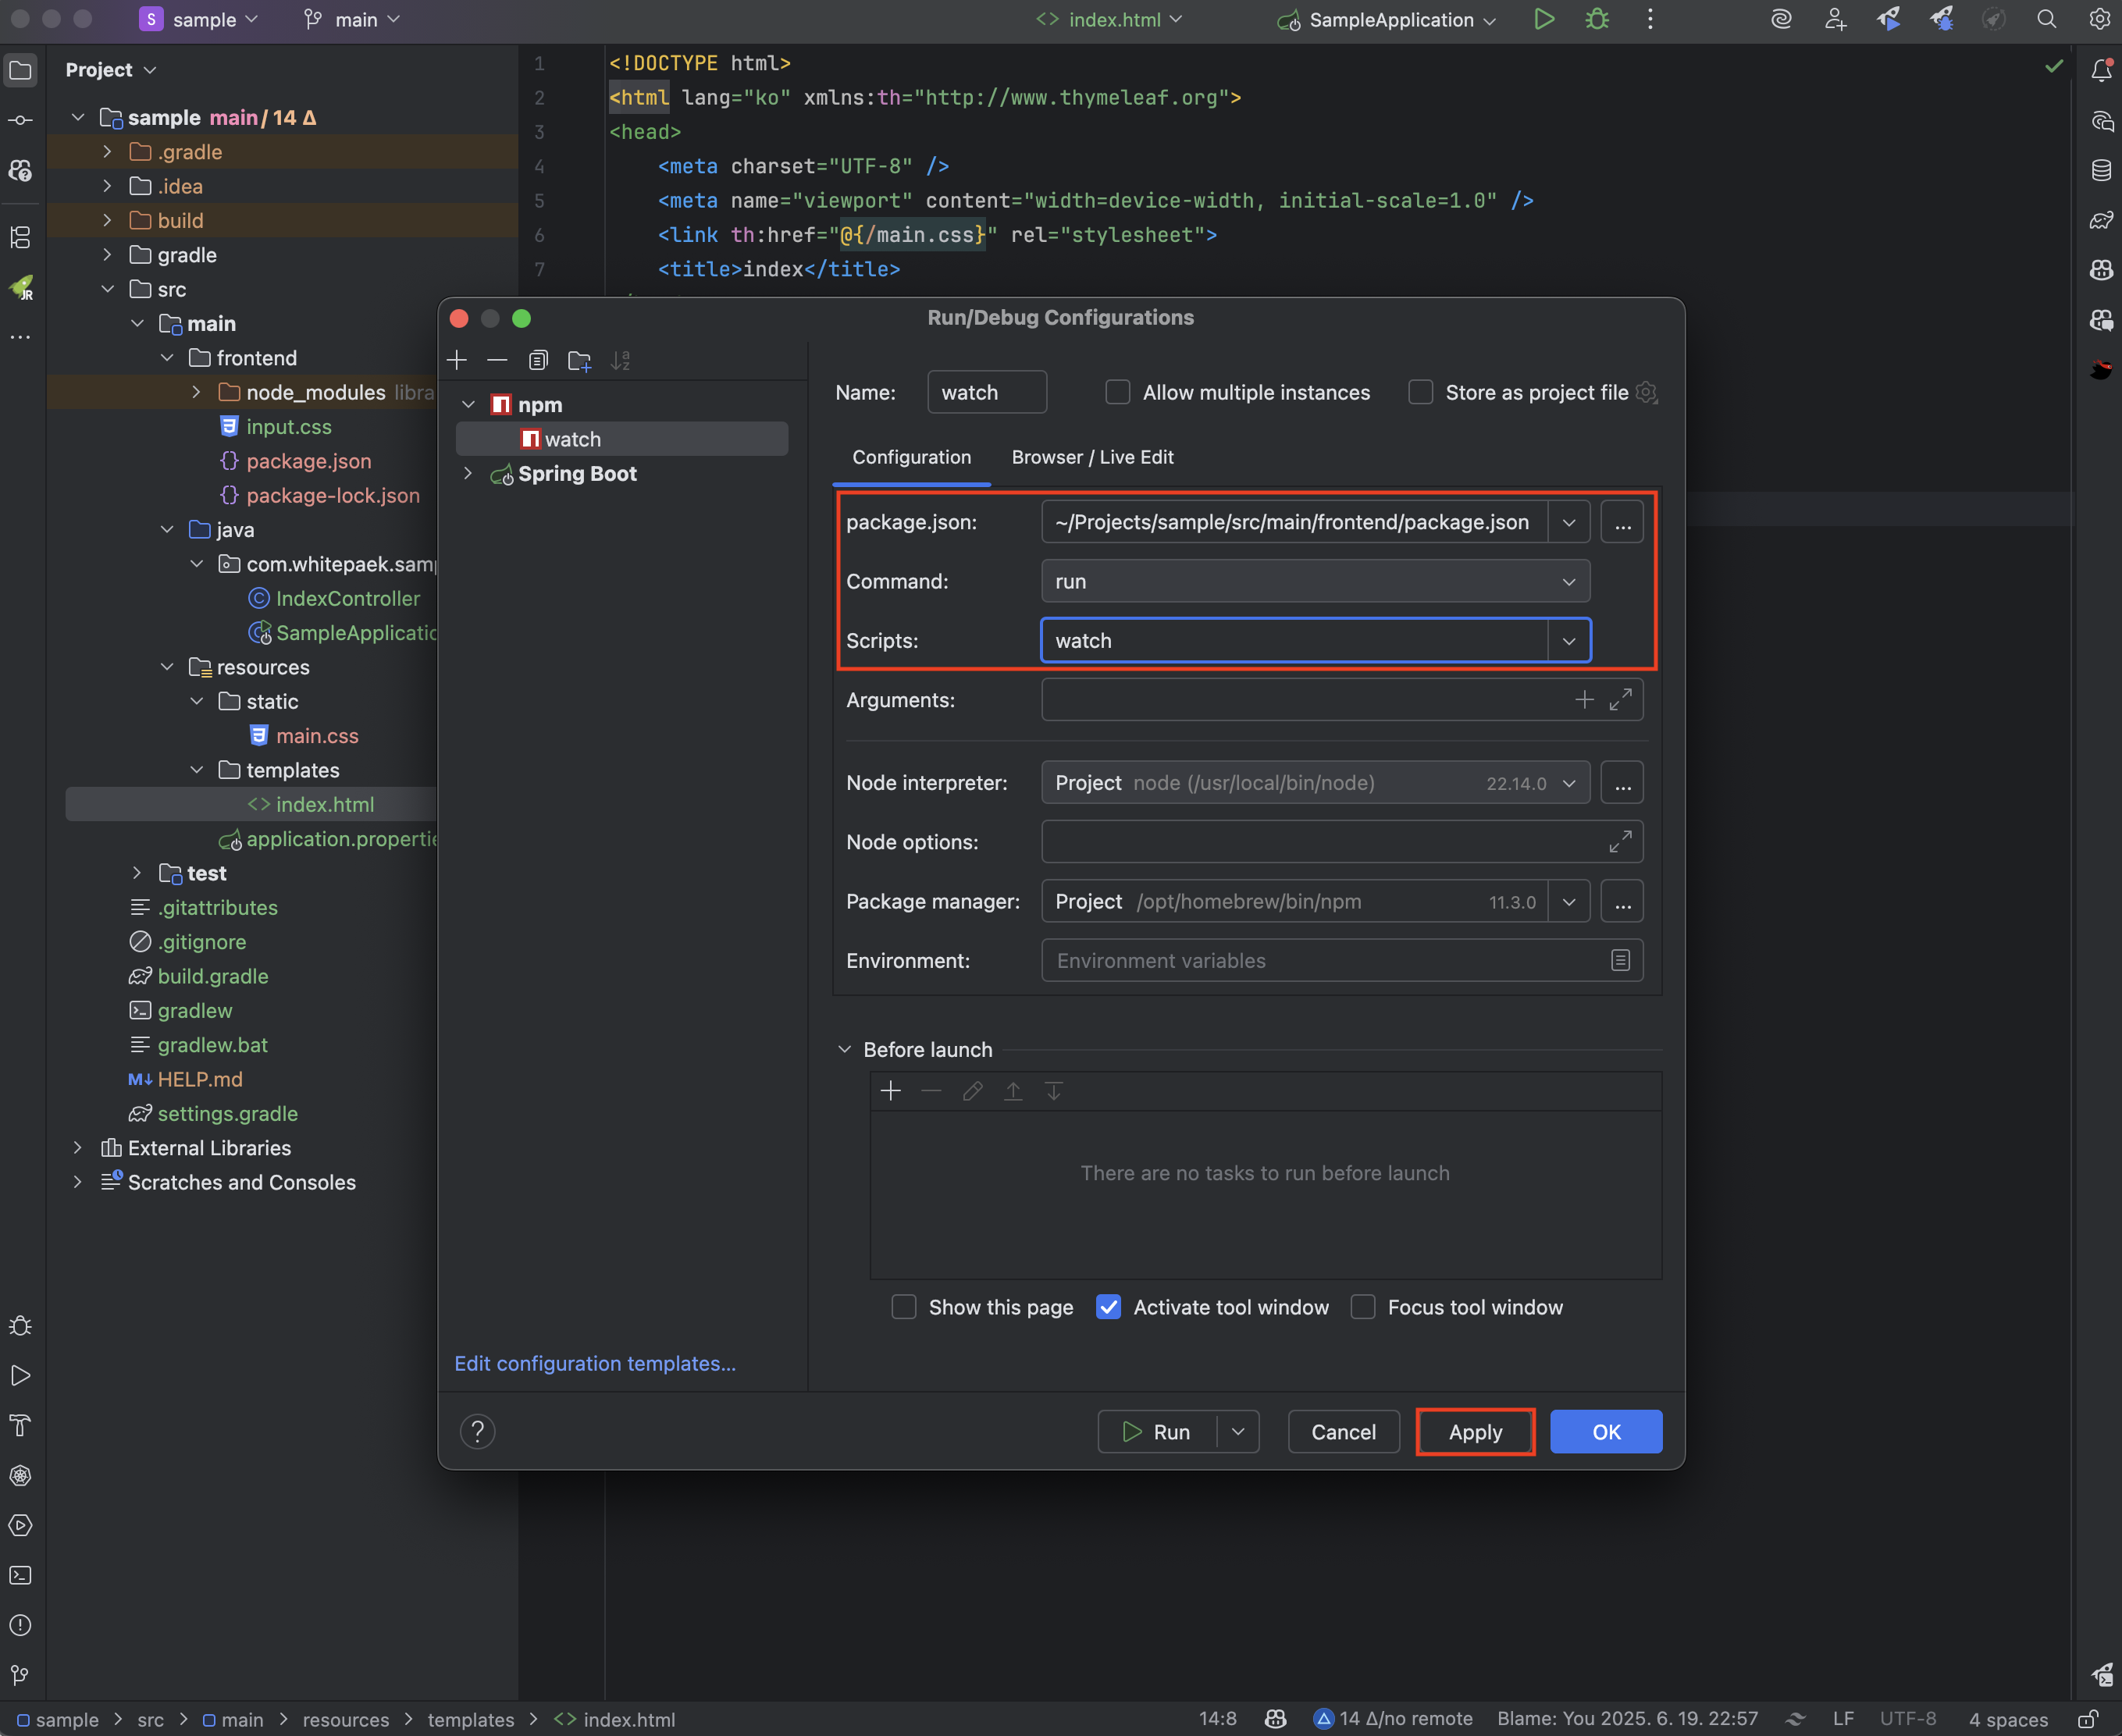 S sample main index.html SampleApplication
Project
sample main / 14 Δ
.gradle
.idea
build
gradle
src
main
frontend
node_modules libra
input.css
package.json
package-lock.json
java
com.whitepaek.sam
IndexController
SampleApplicatio
resources
static
main.css
templates
index.html
application.propertie
test
.gitattributes
.gitignore
build.gradle
gradlew
gradlew.bat
M↓ HELP.md
settings.gradle
External Libraries
Scratches and Consoles
1 <!DOCTYPE html>
2 <html lang="ko" xmlns:th="http://www.thymeleaf.org">
3 <head>
4 <meta charset="UTF-8" />
5 <meta name="viewport" content="width=device-width, initial-scale=1.0" />
6 <link th:href="@{/main.css}" rel="stylesheet">
7 <title>index</title>
Run/Debug Configurations
npm
watch
Spring Boot
Edit configuration templates...
Name: watch Allow multiple instances Store as project file
Configuration Browser / Live Edit
package.json: ~/Projects/sample/src/main/frontend/package.json ...
Command: run
Scripts: watch
Arguments:
Node interpreter: Project node (/usr/local/bin/node) 22.14.0 ...
Node options:
Package manager: Project /opt/homebrew/bin/npm 11.3.0 ...
Environment: Environment variables
Before launch
There are no tasks to run before launch
Show this page Activate tool window Focus tool window
? Run Cancel Apply OK
sample > src > main > resources > templates > index.html 14:8 14 Δ/no remote Blame: You 2025. 6. 19. 22:57 LF UTF-8 4 spaces